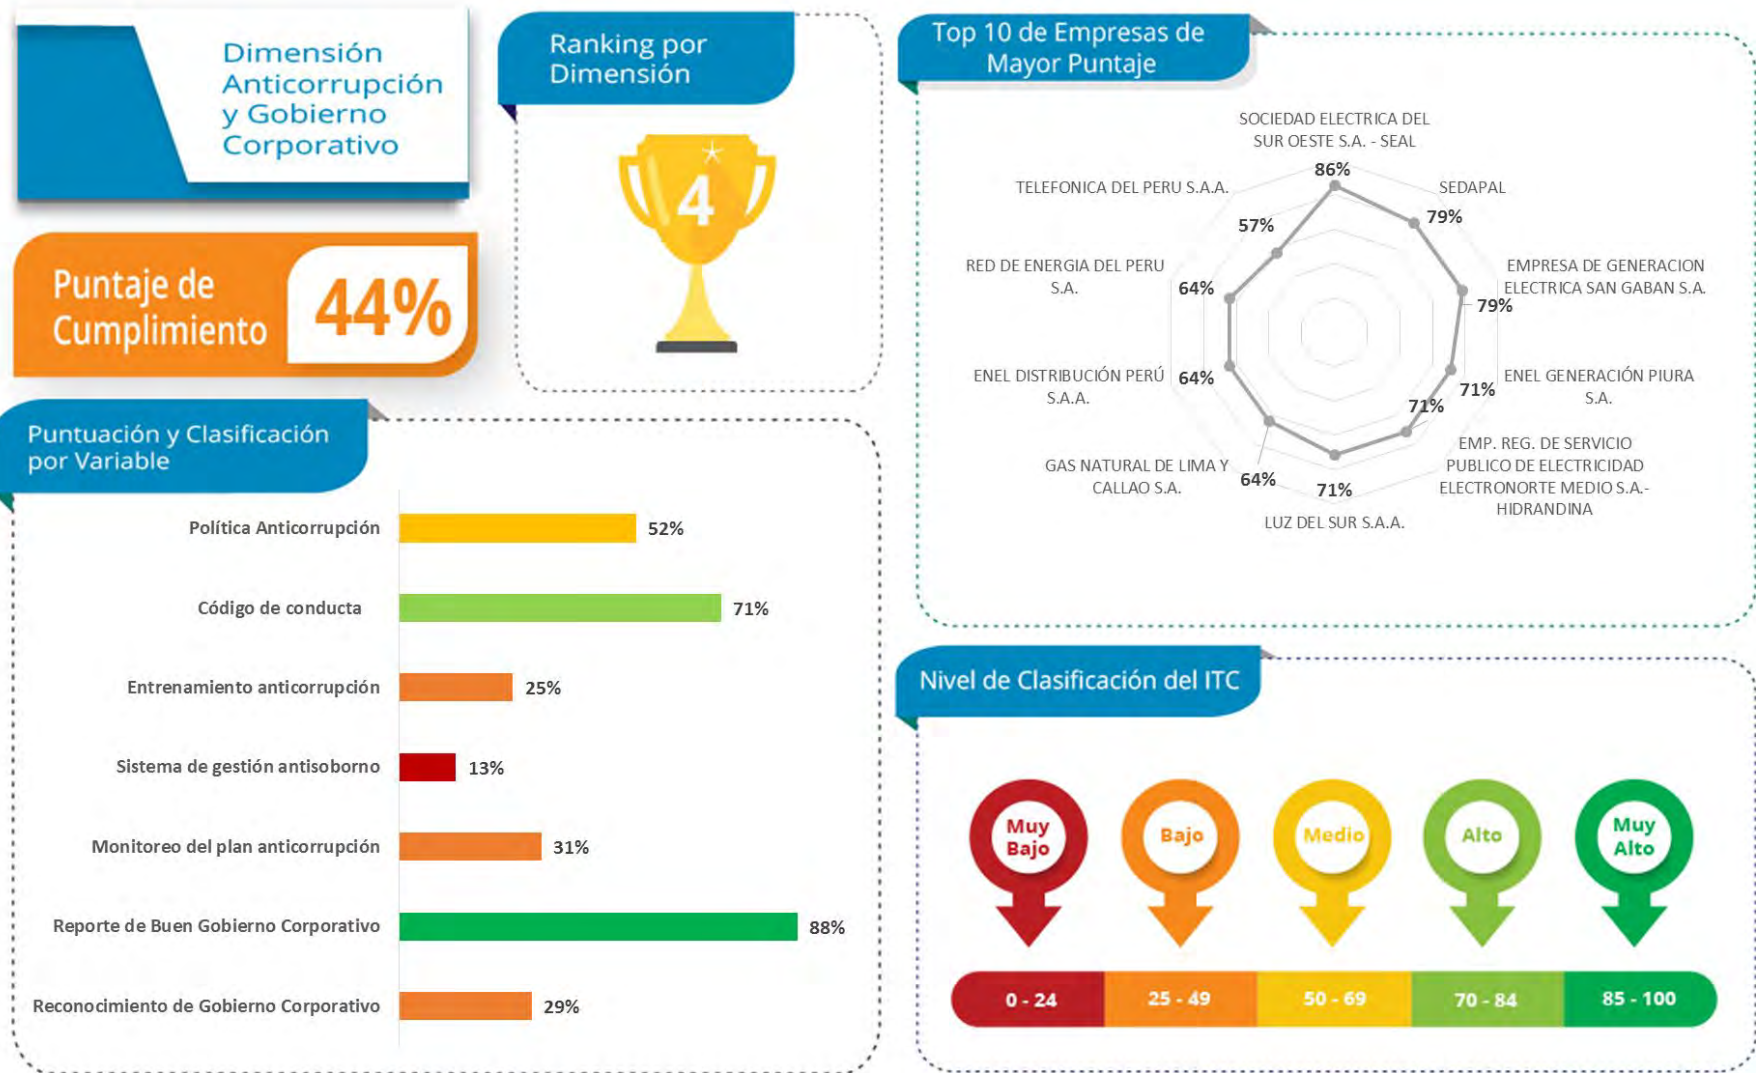 Dimensión
Anticorrupción
y Gobierno
Corporativo
Puntaje de
Cumplimiento
44%
Ranking por
Dimensión
4
Puntuación y Clasificación
por Variable
Política Anticorrupción
52%
Código de conducta
71%
Entrenamiento anticorrupción
25%
Sistema de gestión antisoborno
13%
Monitoreo del plan anticorrupción
31%
Reporte de Buen Gobierno Corporativo
88%
Reconocimiento de Gobierno Corporativo
29%
Top 10 de Empresas de
Mayor Puntaje
SOCIEDAD ELECTRICA DEL
SUR OESTE S.A. - SEAL
86%
SEDAPAL
79%
EMPRESA DE GENERACION
ELECTRICA SAN GABAN S.A.
79%
ENEL GENERACIÓN PIURA
S.A.
71%
EMP. REG. DE SERVICIO
PUBLICO DE ELECTRICIDAD
ELECTRONORTE MEDIO S.A.-
HIDRANDINA
71%
LUZ DEL SUR S.A.A.
71%
GAS NATURAL DE LIMA Y
CALLAO S.A.
64%
ENEL DISTRIBUCIÓN PERÚ
S.A.A.
64%
RED DE ENERGIA DEL PERU
S.A.
64%
TELEFONICA DEL PERU S.A.A.
57%
Nivel de Clasificación del ITC
Muy
Bajo
Bajo
Medio
Alto
Muy
Alto
0 - 24
25 - 49
50 - 69
70 - 84
85 - 100